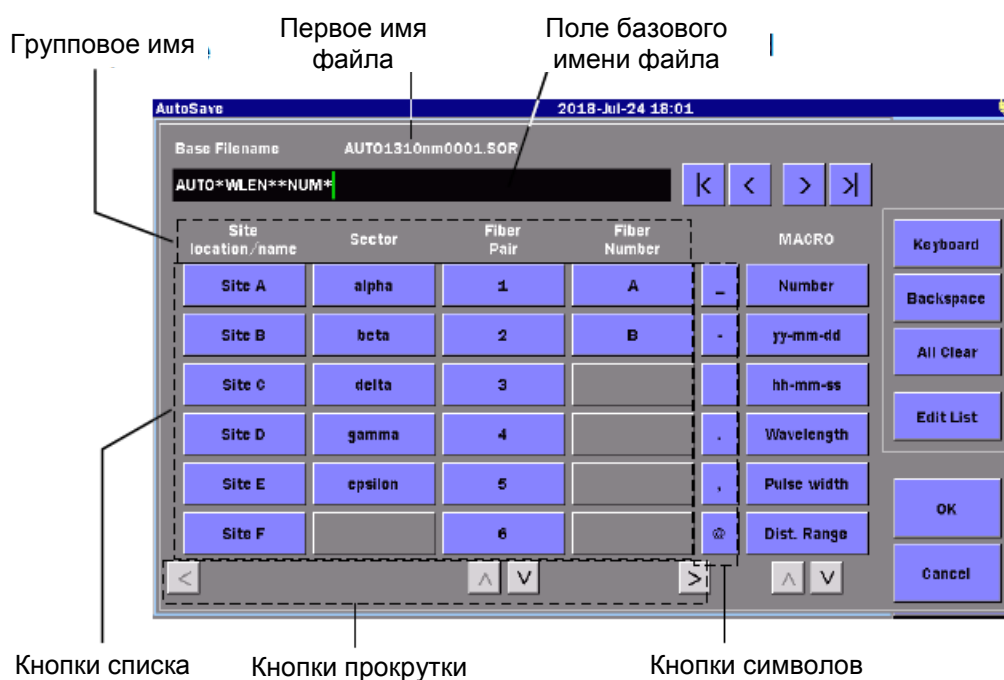 Групповое имя
Первое имя
файла
Поле базового
имени файла
AutoSave 2018-Jul-24 18:01
Base Filename AUTO1310nm0001.SOR
AUTO*WLEN**NUM*
|< < > >|
Site
location/name
Sector
Fiber
Pair
Fiber
Number
MACRO
Keyboard
Site A alpha 1 A _ Number
Backspace
Site B beta 2 B - yy-mm-dd
All Clear
Site C delta 3 hh-mm-ss
Edit List
Site D gamma 4 . Wavelength
Site E epsilon 5 , Pulse width
OK
Site F 6 @ Dist. Range
Cancel
< ∧ ∨ > ∧ ∨
Кнопки списка
Кнопки прокрутки
Кнопки символов